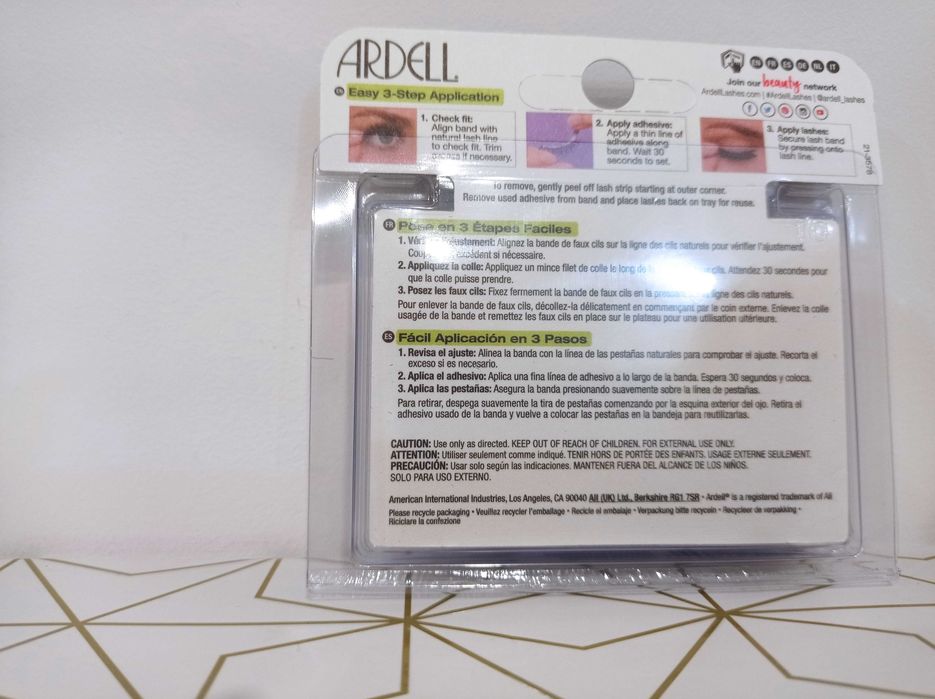 ARDELL
EN FR ES DE NL IT
Join our beauty network
ArdellLashes.com | #ArdellLashes | @ardell_lashes
EN Easy 3-Step Application
1. Check fit:
Align band with
natural lash line
to check fit. Trim
excess if necessary.
2. Apply adhesive:
Apply a thin line of
adhesive along
band. Wait 30
seconds to set.
3. Apply lashes:
Secure lash band
by pressing onto
lash line.
To remove, gently peel off lash strip starting at outer corner.
Remove used adhesive from band and place lashes back on tray for reuse.
FR Pose en 3 Étapes Faciles
1. Alignez la bande de faux cils sur la ligne des cils naturels pour vérifier l'ajustement.
excédent si nécessaire.
2. Appliquez la colle: Appliquez un mince filet de colle le long de cils. Attendez 30 secondes pour
que la colle puisse prendre.
3. Posez les faux cils: Fixez fermement la bande de faux cils en la ligne des cils naturels.
Pour enlever la bande de faux cils, décollez-la délicatement en commençant par le coin externe. Enlevez la colle
usagée de la bande et remettez les faux cils en place sur le plateau pour une utilisation ultérieure.
ES Fácil Aplicación en 3 Pasos
1. Revisa el ajuste: Alinea la banda con la línea de las pestañas naturales para comprobar el ajuste. Recorta el
exceso si es necesario.
2. Aplica el adhesivo: Aplica una fina línea de adhesivo a lo largo de la banda. Espera 30 segundos y coloca.
3. Aplica las pestañas: Asegura la banda presionando suavemente sobre la línea de pestañas.
Para retirar, despega suavemente la tira de pestañas comenzando por la esquina exterior del ojo. Retira el
adhesivo usado de la banda y vuelve a colocar las pestañas en la bandeja para reutilizarlas.
CAUTION: Use only as directed. KEEP OUT OF REACH OF CHILDREN. FOR EXTERNAL USE ONLY.
ATTENTION: Utiliser seulement comme indiqué. TENIR HORS DE PORTÉE DES ENFANTS. USAGE EXTERNE SEULEMENT.
PRECAUCIÓN: Usar solo según las indicaciones. MANTENER FUERA DEL ALCANCE DE LOS NIÑOS.
SOLO PARA USO EXTERNO.
American International Industries, Los Angeles, CA 90040 AII (UK) Ltd., Berkshire RG1 7SR • Ardell® is a registered trademark of AII
Please recycle packaging • Veuillez recycler l'emballage • Recicle el embalaje • Verpackung bitte recyceln • Recycleer de verpakking •
Riciclare la confezione